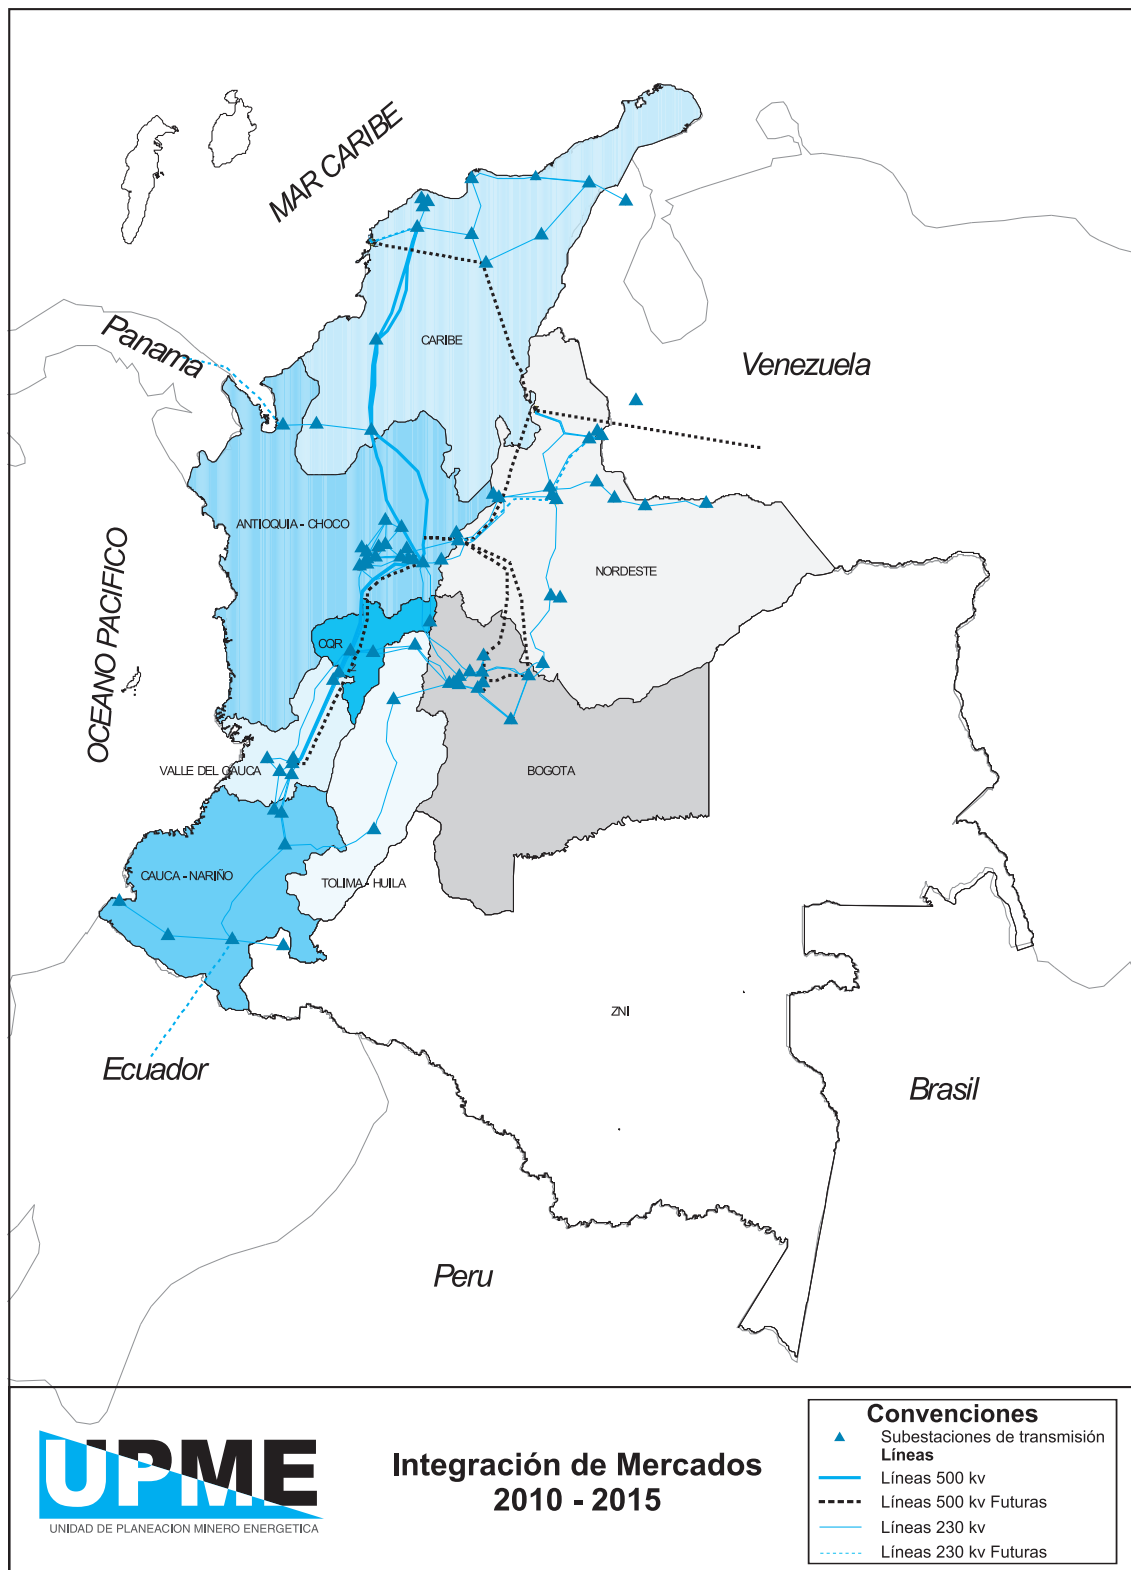 MAR CARIBE
Panama
CARIBE
Venezuela
ANTIOQUIA - CHOCO
OCEANO PACIFICO
NORDESTE
CQR
VALLE DEL CAUCA
BOGOTA
CAUCA - NARIÑO
TOLIMA - HUILA
ZNI
Ecuador
Brasil
Peru
UPME
UNIDAD DE PLANEACION MINERO ENERGETICA
Integración de Mercados
2010 - 2015
Convenciones
Subestaciones de transmisión
Líneas
Líneas 500 kv
Líneas 500 kv Futuras
Líneas 230 kv
Líneas 230 kv Futuras